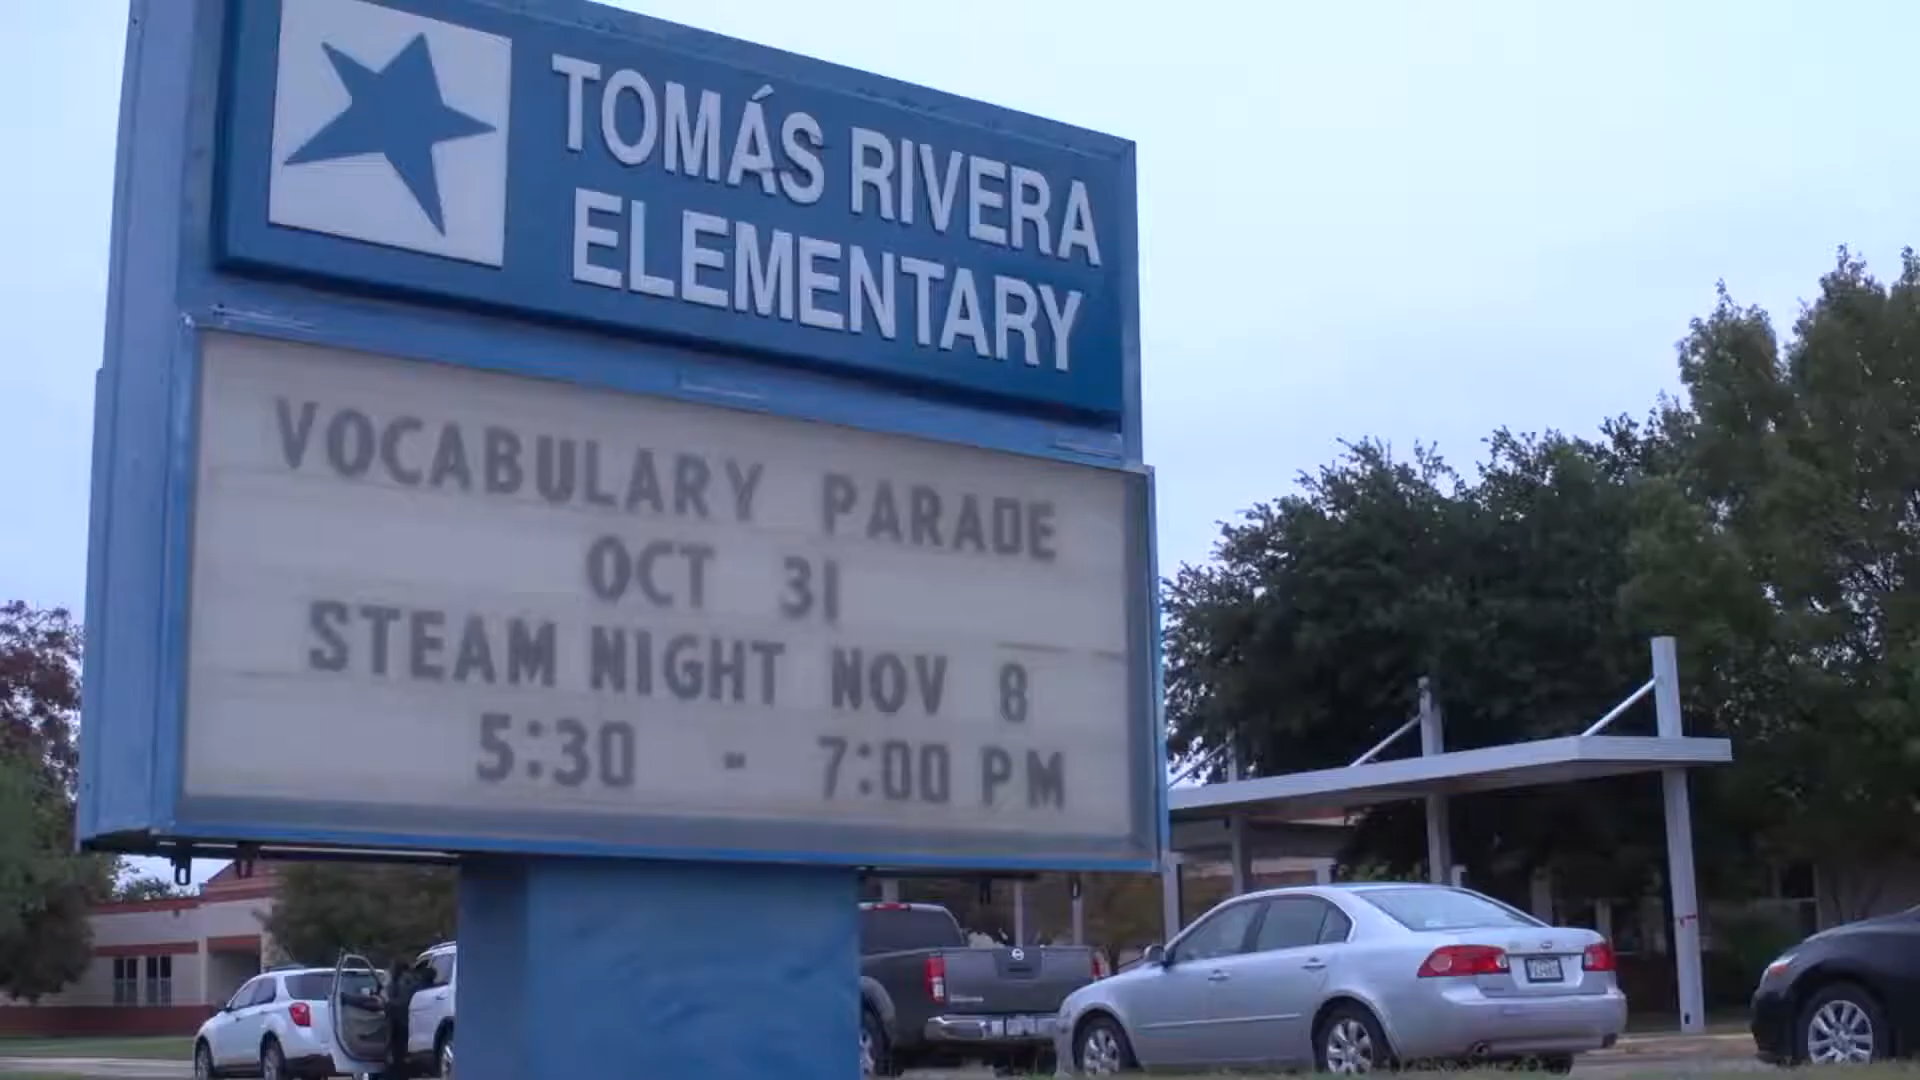 TOMÁS RIVERA
ELEMENTARY
VOCABULARY PARADE
OCT 31
STEAM NIGHT NOV 8
5:30 - 7:00 PM